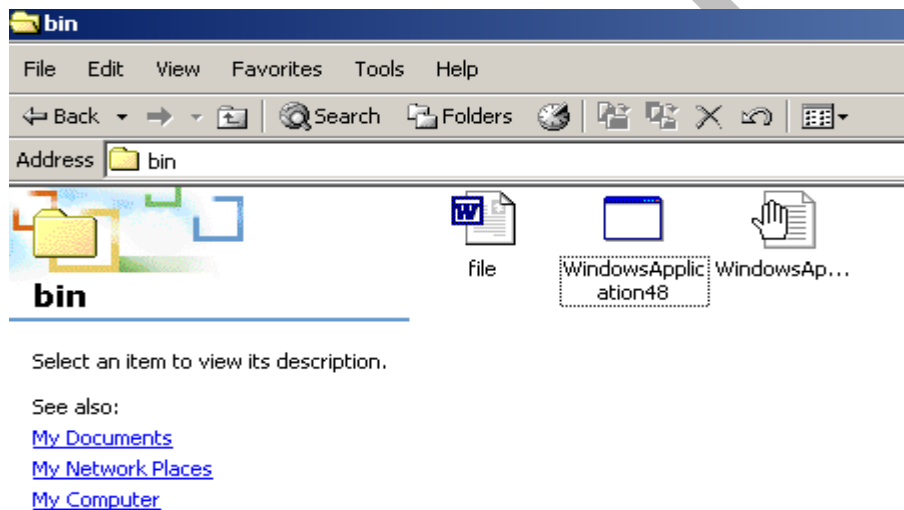 bin
File Edit View Favorites Tools Help
Back Search Folders
Address bin
file WindowsApplic WindowsAp...
ation48
bin
Select an item to view its description.
See also:
My Documents
My Network Places
My Computer